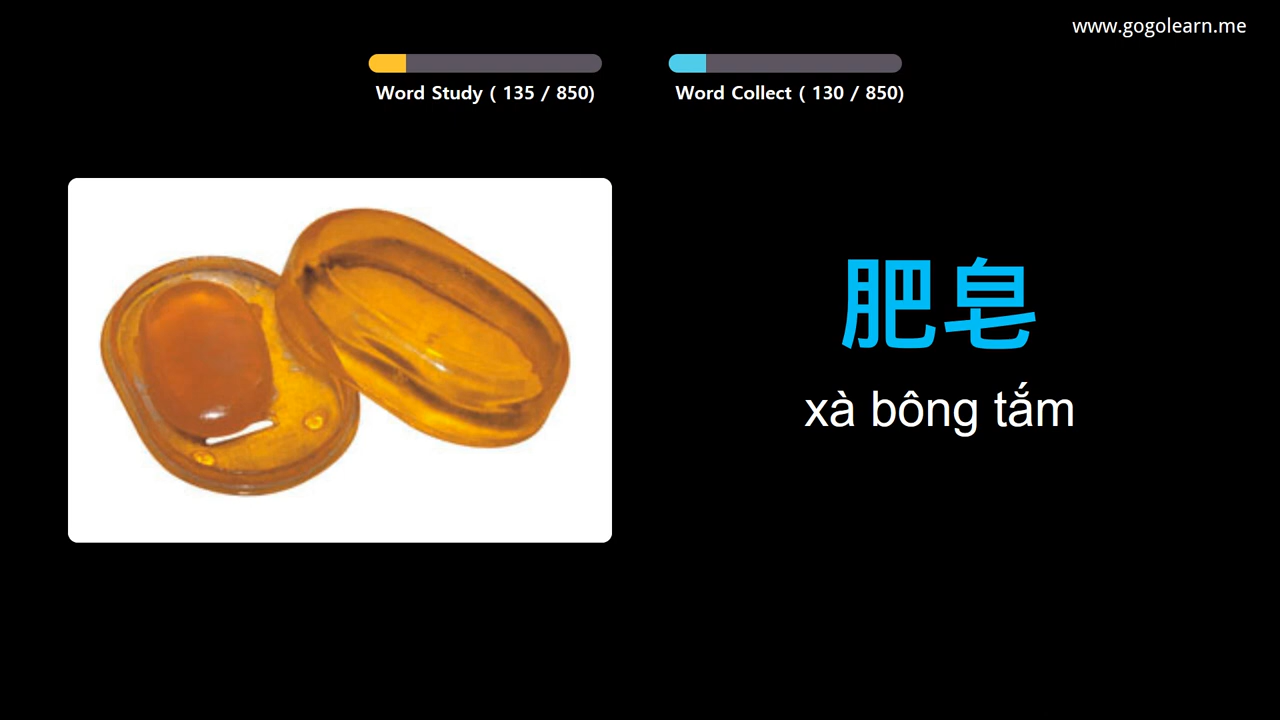 www.gogolearn.me
Word Study ( 135 / 850)
Word Collect ( 130 / 850)
肥皂
xà bông tắm